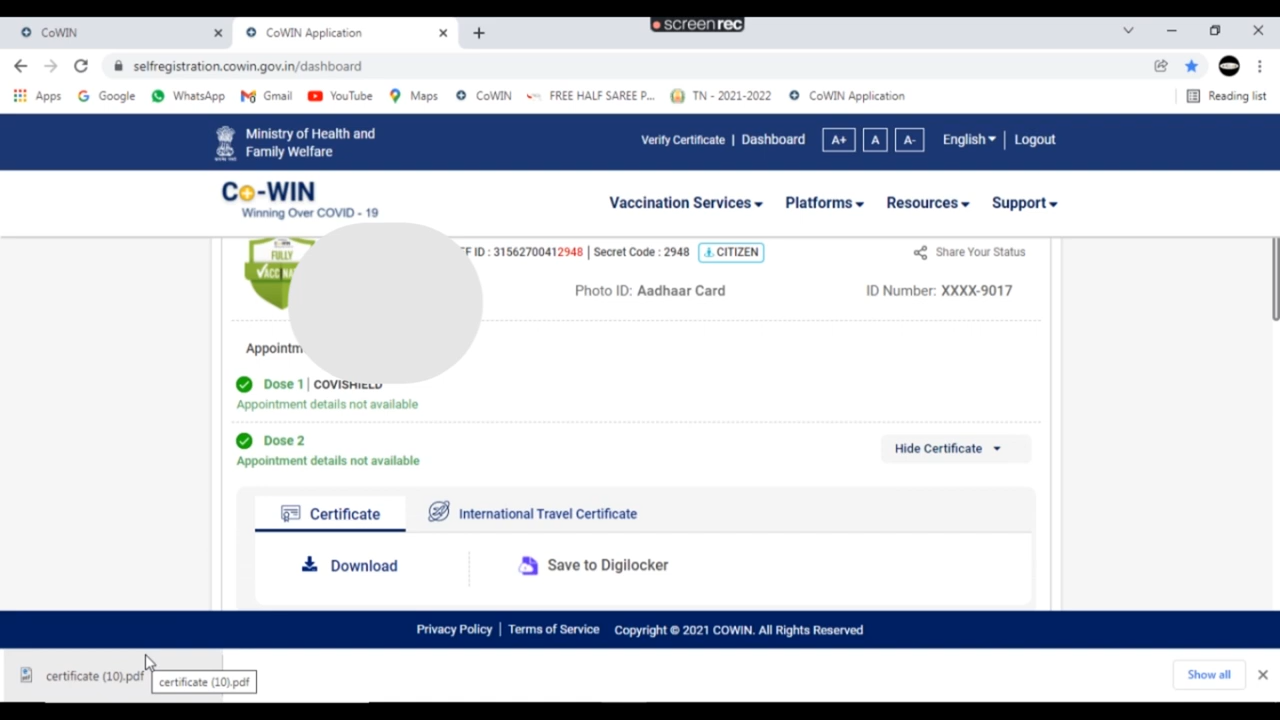 screenrec
CoWIN
CoWIN Application
selfregistration.cowin.gov.in/dashboard
Apps Google WhatsApp Gmail YouTube Maps CoWIN FREE HALF SAREE P... TN - 2021-2022 CoWIN Application Reading list
Ministry of Health and
Family Welfare
Verify Certificate | Dashboard A+ A A- English Logout
Co-WIN
Winning Over COVID - 19
Vaccination Services Platforms Resources Support
FULLY
ID : 31562700412948 | Secret Code : 2948 CITIZEN Share Your Status
Photo ID: Aadhaar Card ID Number: XXXX-9017
Dose 1 | COVISHIELD
Appointment details not available
Dose 2
Appointment details not available
Hide Certificate
Certificate International Travel Certificate
Download Save to Digilocker
Privacy Policy | Terms of Service Copyright © 2021 COWIN. All Rights Reserved
certificate (10).pdf
certificate (10).pdf
Show all